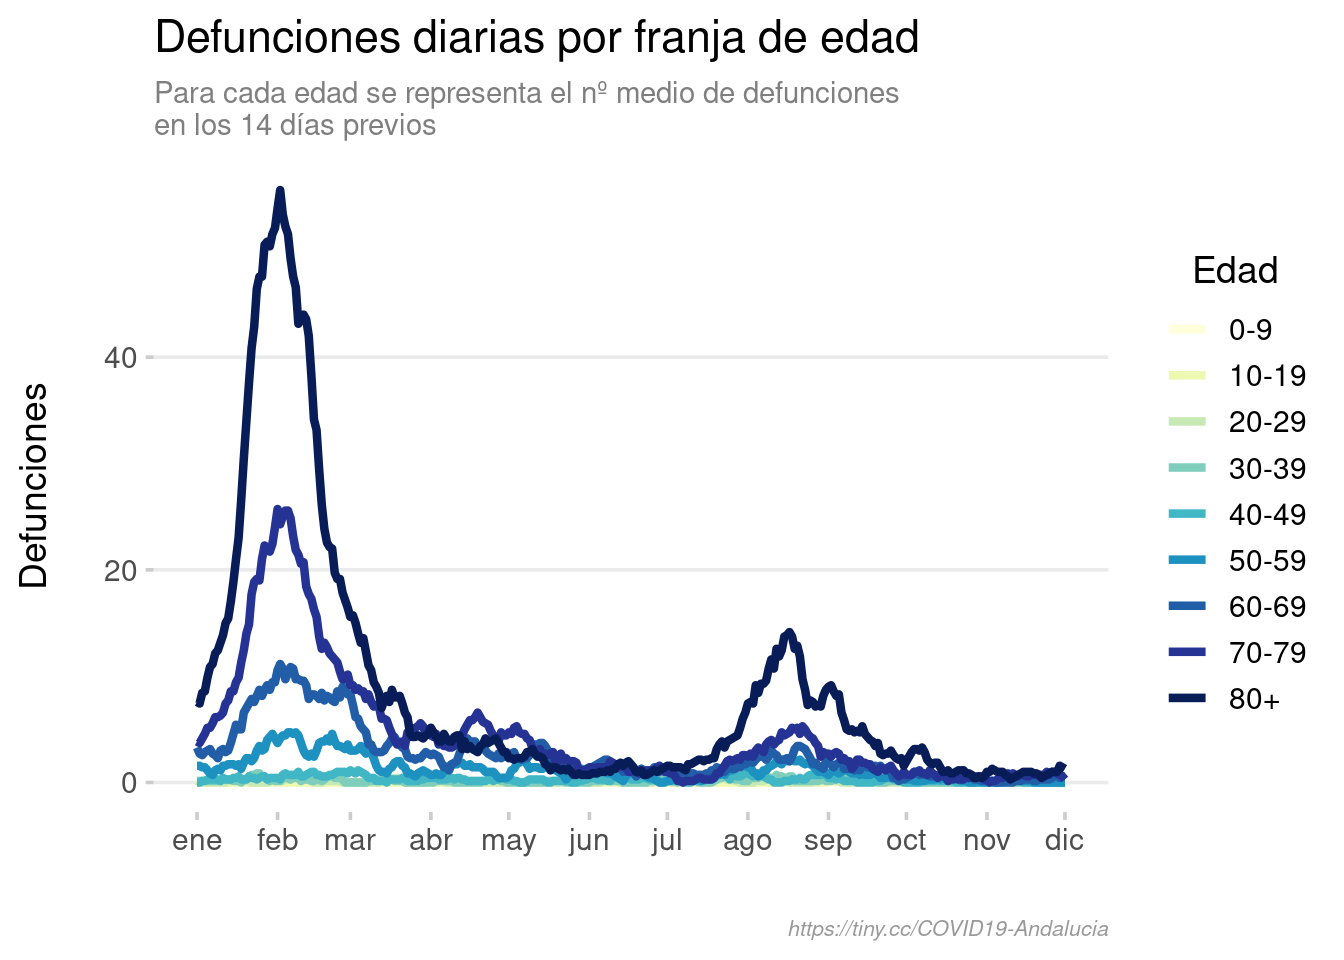 Defunciones diarias por franja de edad
Para cada edad se representa el nº medio de defunciones
en los 14 días previos
Defunciones
40
20
0
ene feb mar abr may jun jul ago sep oct nov dic
Edad
0-9
10-19
20-29
30-39
40-49
50-59
60-69
70-79
80+
https://tiny.cc/COVID19-Andalucia